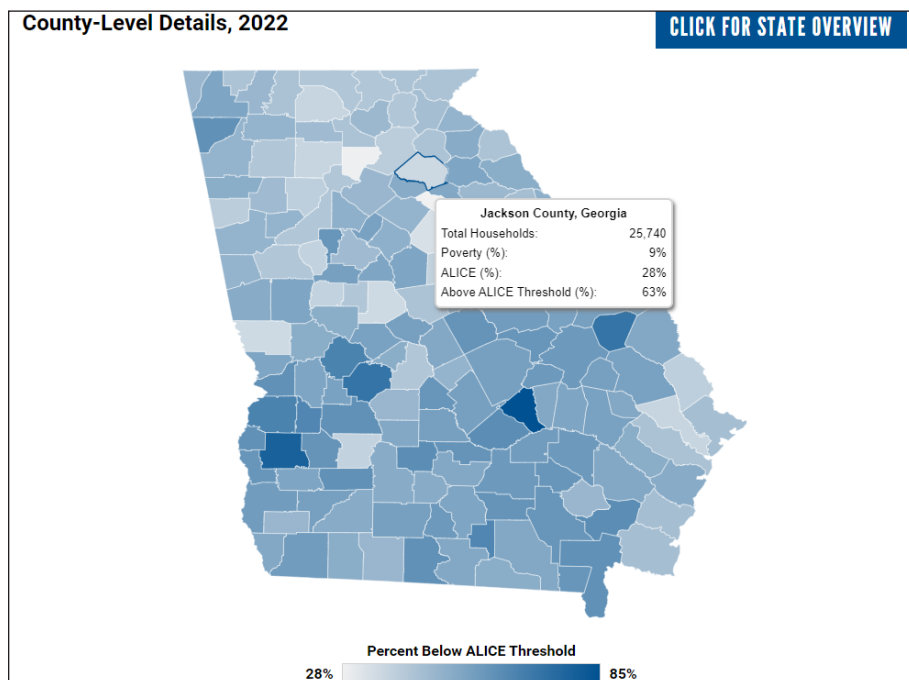 County-Level Details, 2022
CLICK FOR STATE OVERVIEW
Jackson County, Georgia
Total Households: 25,740
Poverty (%): 9%
ALICE (%): 28%
Above ALICE Threshold (%): 63%
Percent Below ALICE Threshold
28% 85%